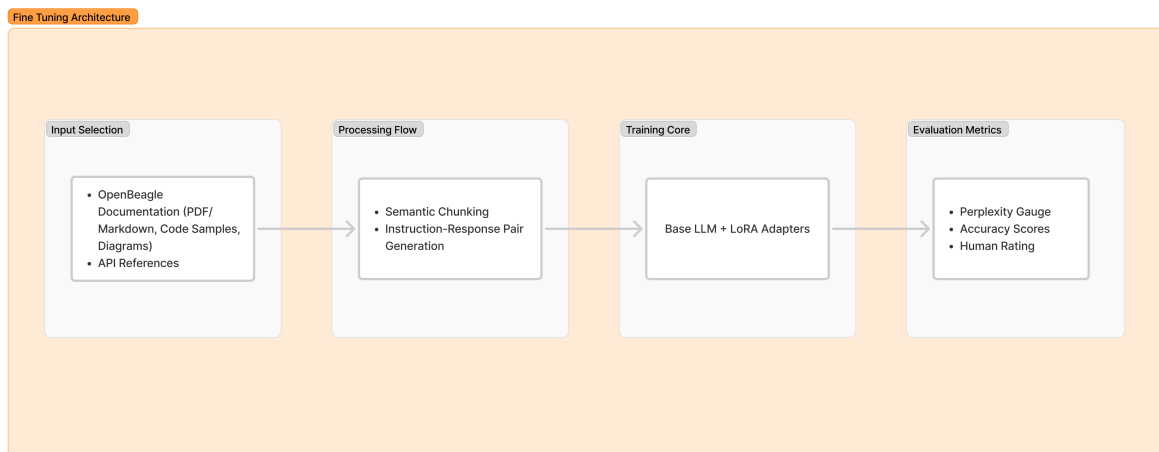 Fine Tuning Architecture
Input Selection
• OpenBeagle
Documentation (PDF/
Markdown, Code Samples,
Diagrams)
• API References
Processing Flow
• Semantic Chunking
• Instruction-Response Pair
Generation
Training Core
Base LLM + LoRA Adapters
Evaluation Metrics
• Perplexity Gauge
• Accuracy Scores
• Human Rating